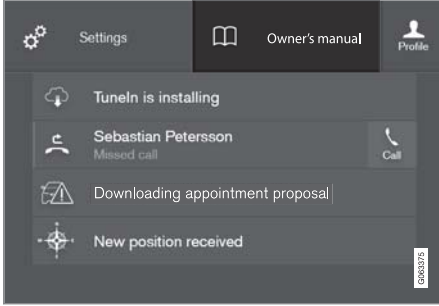 Settings
Owner's manual
Profile
TuneIn is installing
Sebastian Petersson
Missed call
Call
Downloading appointment proposal
New position received
G063375